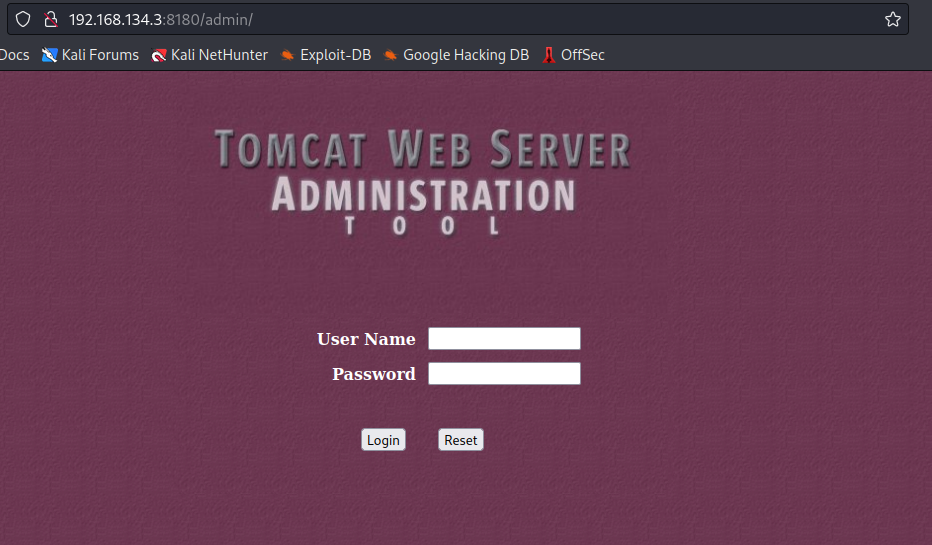 192.168.134.3:8180/admin/
Docs Kali Forums Kali NetHunter Exploit-DB Google Hacking DB OffSec
TOMCAT WEB SERVER
ADMINISTRATION
TOOL
User Name
Password
Login Reset